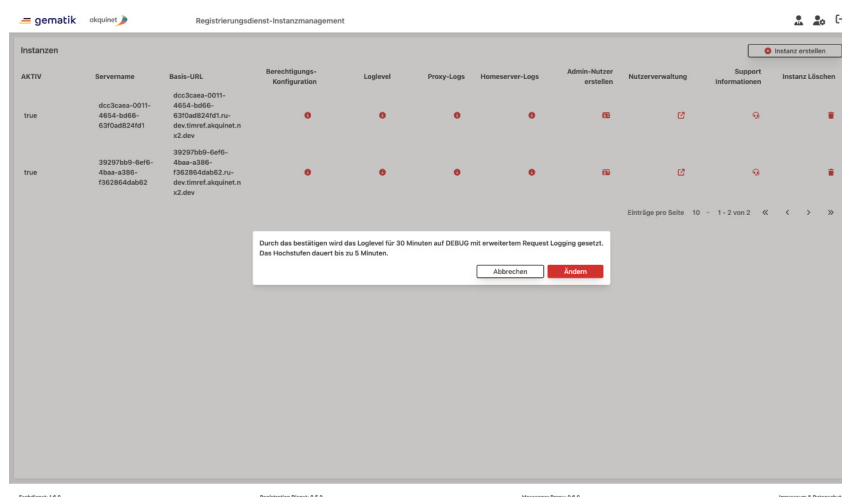 gematik akquinet Registrierungsdienst-Instanzmanagement
Instanzen
Instanz erstellen
AKTIV Servername Basis-URL Berechtigungs-Konfiguration Loglevel Proxy-Logs Homeserver-Logs Admin-Nutzer erstellen Nutzerverwaltung Support Informationen Instanz Löschen
true
dcc3caea-0011-
4654-bd66-
63f0ad824fd1
dcc3caea-0011-
4654-bd66-
63f0ad824fd1.ru-
dev.timref.akquinet.n
x2.dev
true
39297bb9-6ef6-
4baa-a386-
f362864dab62
39297bb9-6ef6-
4baa-a386-
f362864dab62.ru-
dev.timref.akquinet.n
x2.dev
Einträge pro Seite 10 1 - 2 von 2
Durch das bestätigen wird das Loglevel für 30 Minuten auf DEBUG mit erweitertem Request Logging gesetzt.
Das Hochstufen dauert bis zu 5 Minuten.
Abbrechen Ändern